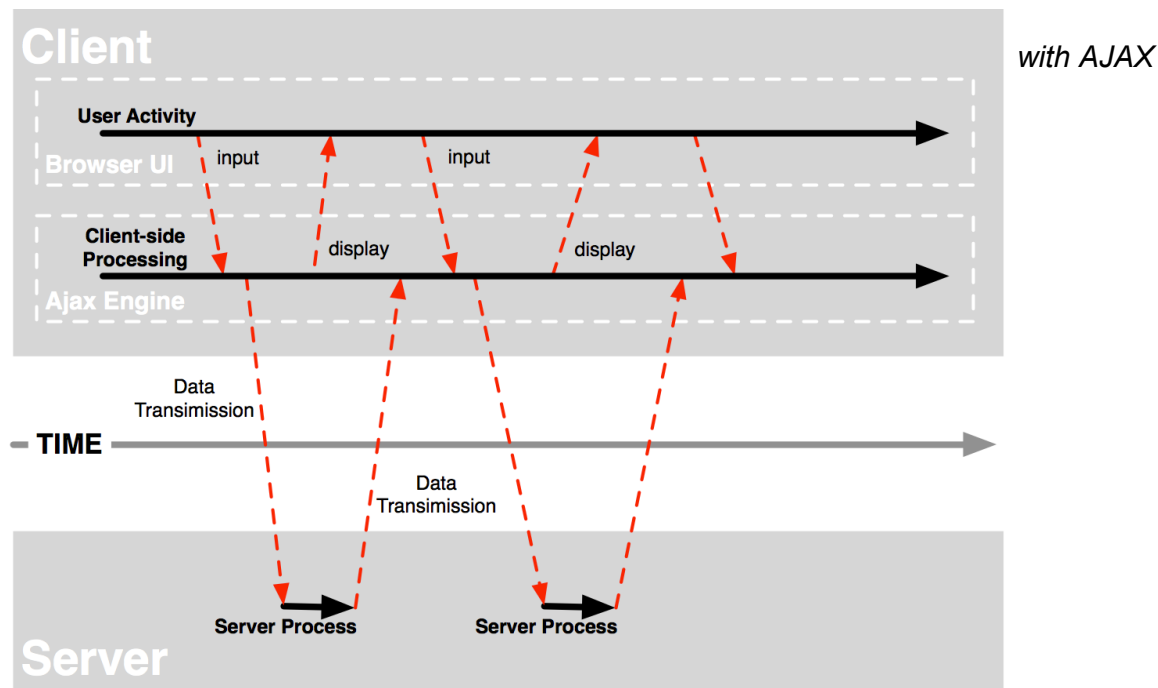 Client
with AJAX
User Activity
Browser UI
input
input
Client-side
Processing
display
display
Ajax Engine
Data
Transimission
TIME
Data
Transimission
Server Process
Server Process
Server